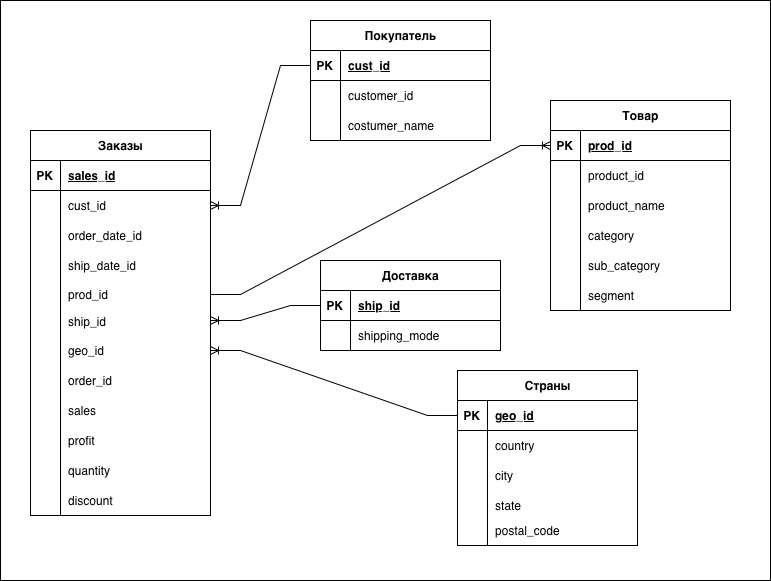 Покупатель
PK cust_id
customer_id
costumer_name
Товар
PK prod_id
product_id
product_name
category
sub_category
segment
Заказы
PK sales_id
cust_id
order_date_id
ship_date_id
prod_id
ship_id
geo_id
order_id
sales
profit
quantity
discount
Доставка
PK ship_id
shipping_mode
Страны
PK geo_id
country
city
state
postal_code